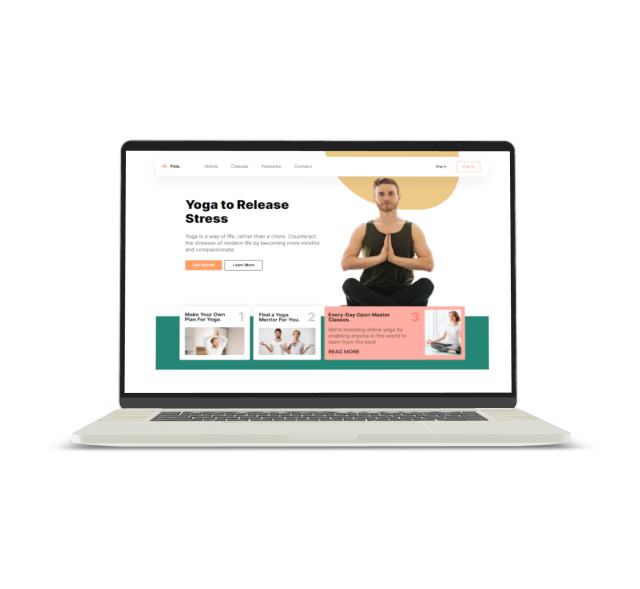 Yola.
Home Classes Features Contact
Sign In
Sign Up
Yoga to Release
Stress
Yoga is a way of life, rather than a chore. Counteract
the stresses of modern life by becoming more mindful
and compassionate.
Get Started Learn More
Make Your Own
Plan For Yoga.
1
Find a Yoga
Mentor For You.
2
Every-Day Open Master
Classes.
3
We're boosting online yoga by
enabling anyone in the world to
learn from the best
READ MORE